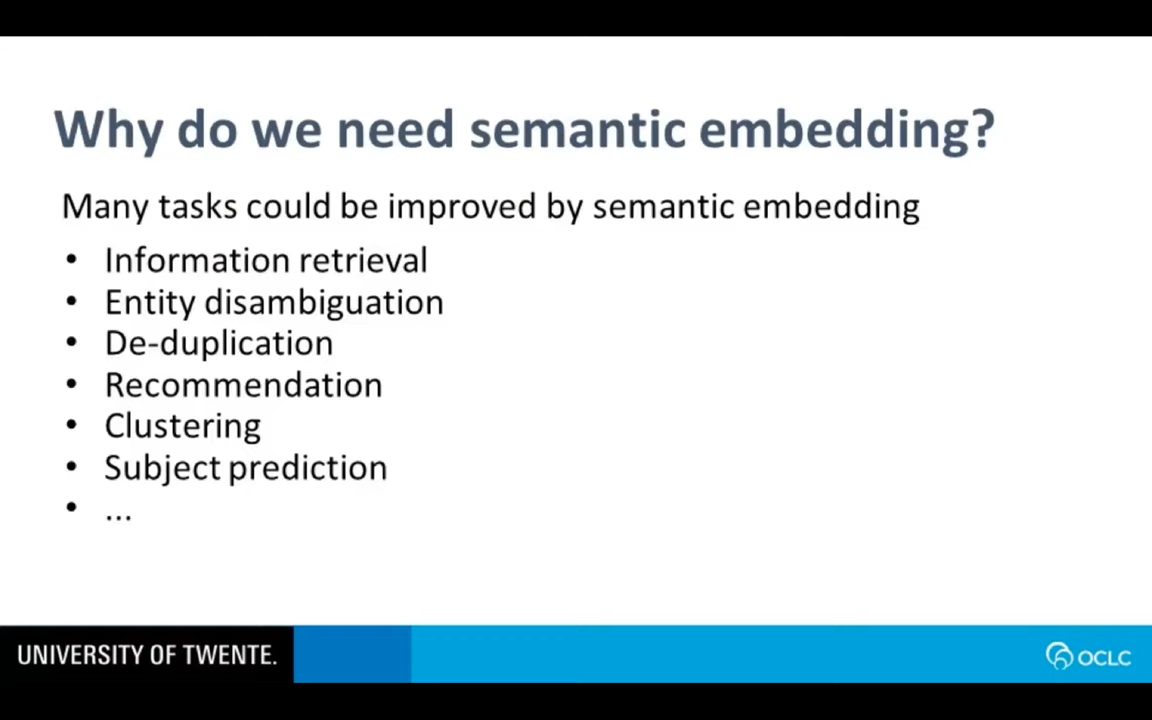 Why do we need semantic embedding?
Many tasks could be improved by semantic embedding
• Information retrieval
• Entity disambiguation
• De-duplication
• Recommendation
• Clustering
• Subject prediction
• ...
UNIVERSITY OF TWENTE.
OCLC